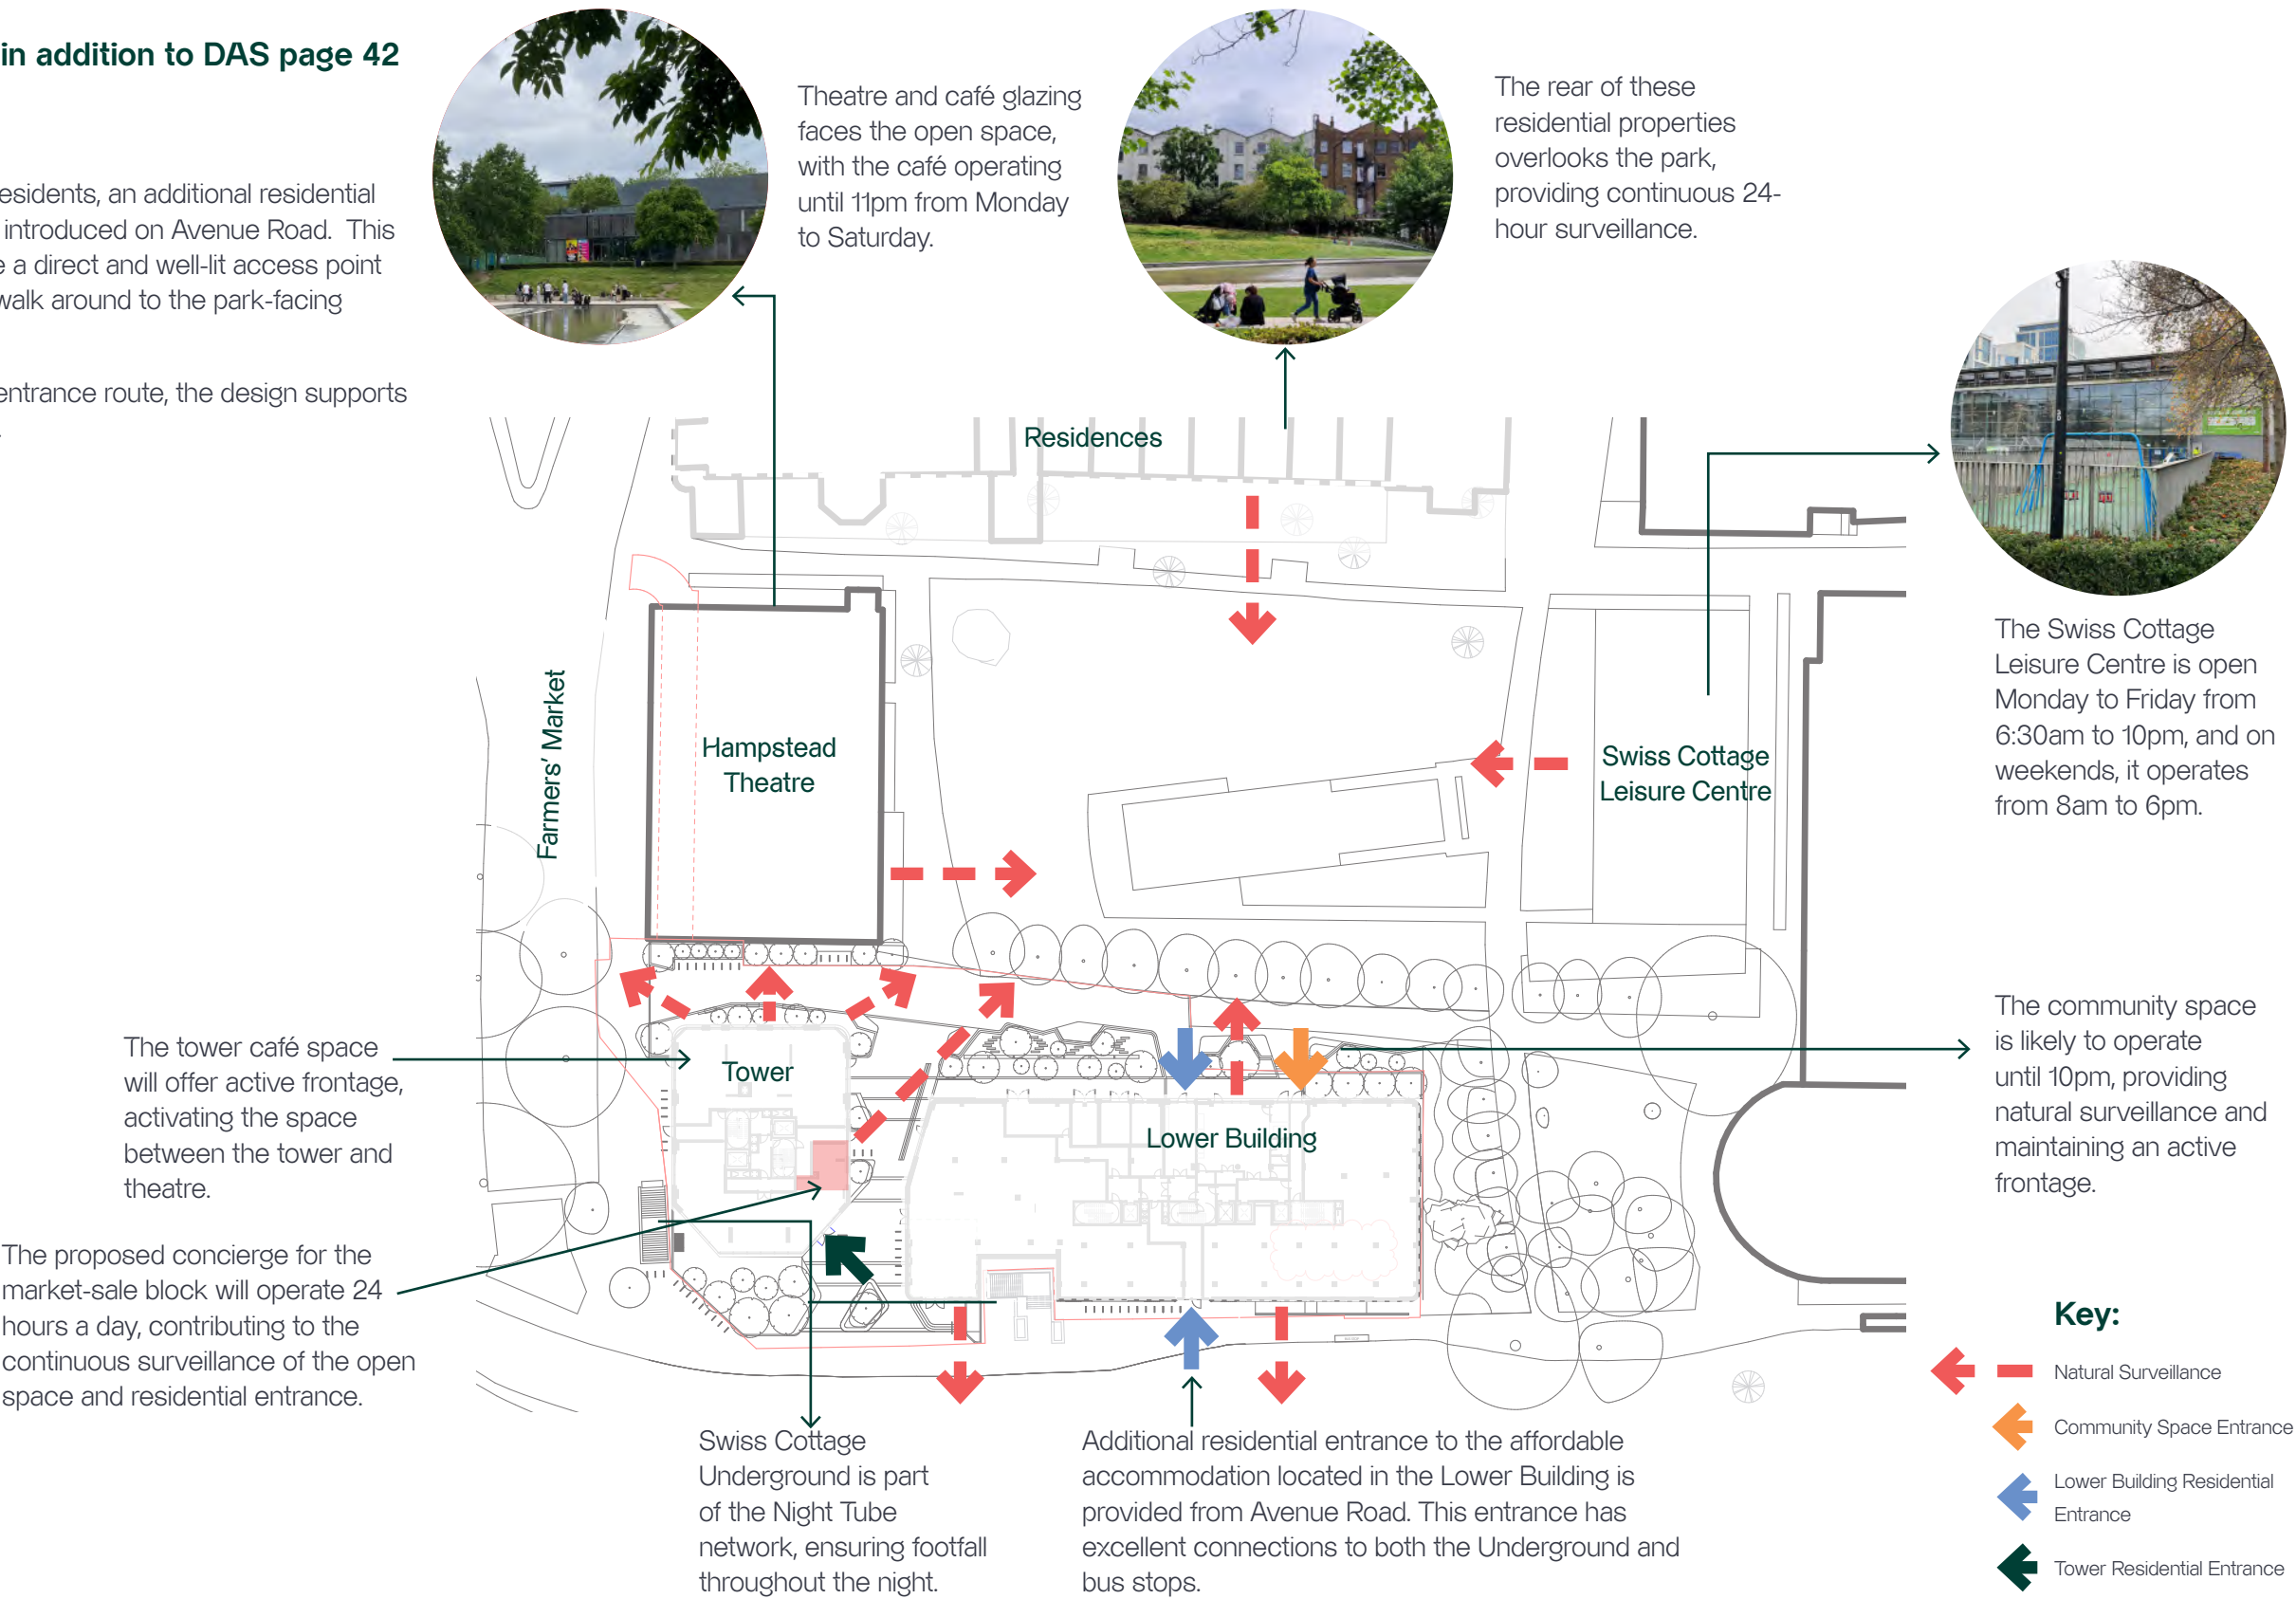 in addition to DAS page 42
esidents, an additional residential
introduced on Avenue Road. This
e a direct and well-lit access point
walk around to the park-facing
entrance route, the design supports
Theatre and café glazing
faces the open space,
with the café operating
until 11pm from Monday
to Saturday.
The rear of these
residential properties
overlooks the park,
providing continuous 24-
hour surveillance.
Residences
The Swiss Cottage
Leisure Centre is open
Monday to Friday from
6:30am to 10pm, and on
weekends, it operates
from 8am to 6pm.
Farmers' Market
Hampstead
Theatre
Swiss Cottage
Leisure Centre
The tower café space
will offer active frontage,
activating the space
between the tower and
theatre.
Tower
Lower Building
The community space
is likely to operate
until 10pm, providing
natural surveillance and
maintaining an active
frontage.
The proposed concierge for the
market-sale block will operate 24
hours a day, contributing to the
continuous surveillance of the open
space and residential entrance.
Swiss Cottage
Underground is part
of the Night Tube
network, ensuring footfall
throughout the night.
Additional residential entrance to the affordable
accommodation located in the Lower Building is
provided from Avenue Road. This entrance has
excellent connections to both the Underground and
bus stops.
Key:
Natural Surveillance
Community Space Entrance
Lower Building Residential
Entrance
Tower Residential Entrance